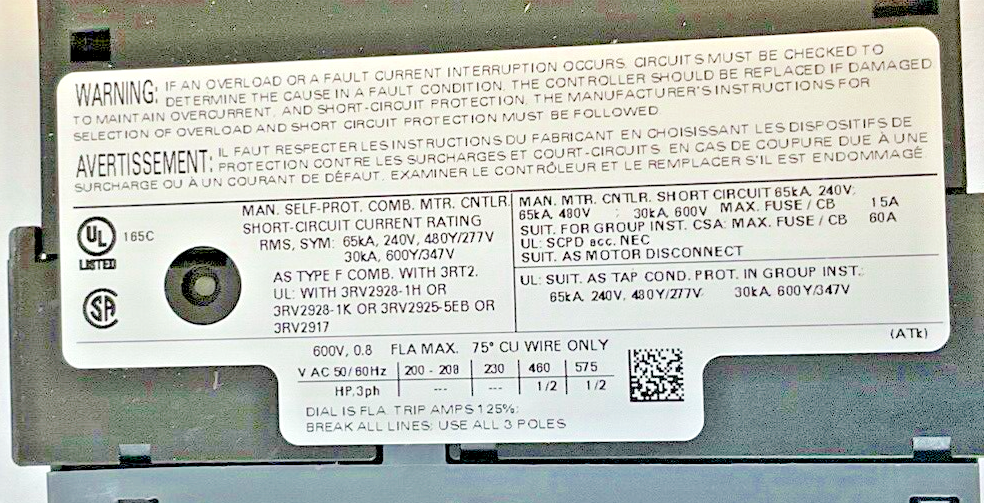 WARNING: IF AN OVERLOAD OR A FAULT CURRENT INTERRUPTION OCCURS, CIRCUITS MUST BE CHECKED TO
DETERMINE THE CAUSE IN A FAULT CONDITION, THE CONTROLLER SHOULD BE REPLACED IF DAMAGED.
TO MAINTAIN OVERCURRENT, AND SHORT-CIRCUIT PROTECTION, THE MANUFACTURER'S INSTRUCTIONS FOR
SELECTION OF OVERLOAD AND SHORT CIRCUIT PROTECTION MUST BE FOLLOWED.
AVERTISSEMENT: IL FAUT RESPECTER LES INSTRUCTIONS DU FABRICANT EN CHOISISSANT LES DISPOSITIFS DE
PROTECTION CONTRE LES SURCHARGES ET COURT-CIRCUITS. EN CAS DE COUPURE DUE À UNE
SURCHARGE OU À UN COURANT DE DÉFAUT, EXAMINER LE CONTRÔLEUR ET LE REMPLACER S'IL EST ENDOMMAGÉ.
UL
LISTED
165C
SA
MAN. SELF-PROT. COMB. MTR. CNTLR.
SHORT-CIRCUIT CURRENT RATING
RMS, SYM: 65kA, 240V, 480Y/277V
30kA, 600Y/347V
AS TYPE F COMB. WITH 3RT2.
UL: WITH 3RV2928-1H OR
3RV2928-1K OR 3RV2925-5EB OR
3RV2917
MAN. MTR. CNTLR. SHORT CIRCUIT 65kA, 240V;
65kA, 480V ; 30kA, 600V MAX. FUSE / CB 15A
SUIT. FOR GROUP INST. CSA: MAX. FUSE / CB 60A
UL: SCPD acc. NEC
SUIT. AS MOTOR DISCONNECT
UL: SUIT. AS TAP COND. PROT. IN GROUP INST.:
65kA, 240V, 480Y/277V; 30kA, 600Y/347V
(ATk)
600V, 0.8 FLA MAX. 75° CU WIRE ONLY
V AC 50/60Hz 200 - 208 230 460 575
HP,3ph --- --- 1/2 1/2
DIAL IS FLA. TRIP AMPS 125%;
BREAK ALL LINES: USE ALL 3 POLES